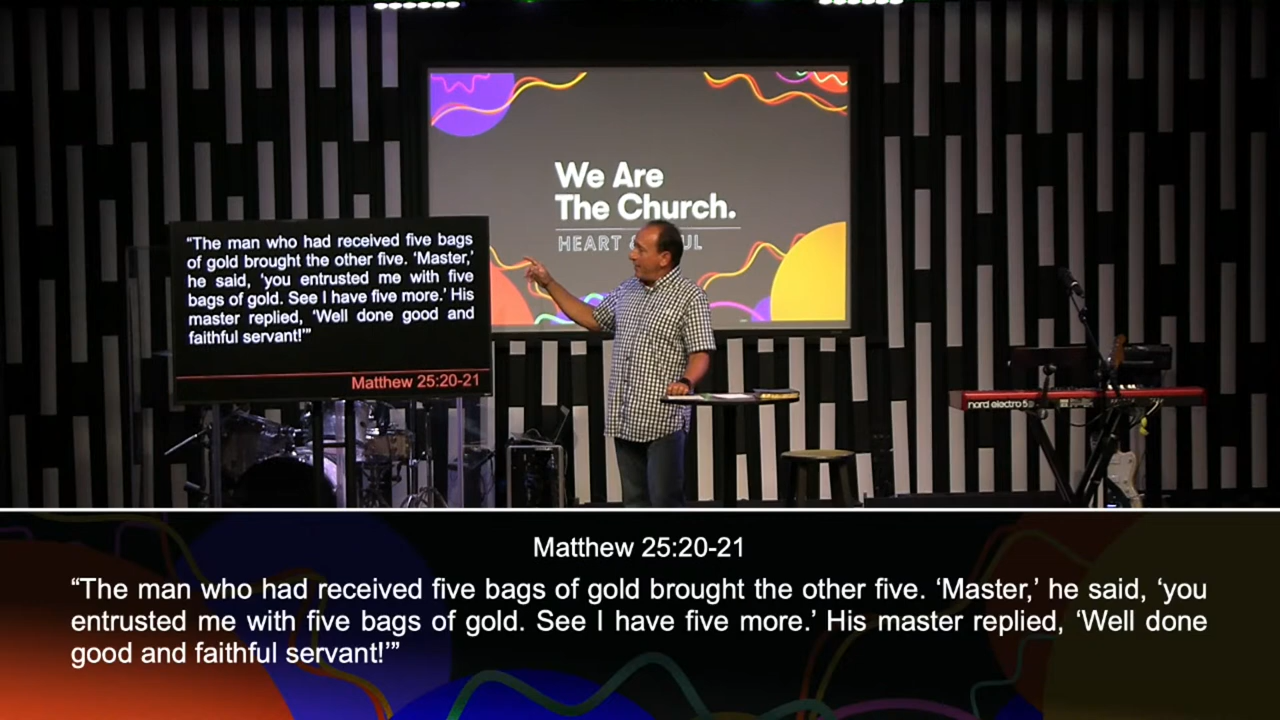 We Are
The Church.
HEART & UL
“The man who had received five bags
of gold brought the other five. ‘Master,’
he said, ‘you entrusted me with five
bags of gold. See I have five more.’ His
master replied, ‘Well done good and
faithful servant!’”
Matthew 25:20-21
nord electro 5
Matthew 25:20-21
“The man who had received five bags of gold brought the other five. ‘Master,’ he said, ‘you
entrusted me with five bags of gold. See I have five more.’ His master replied, ‘Well done
good and faithful servant!’”